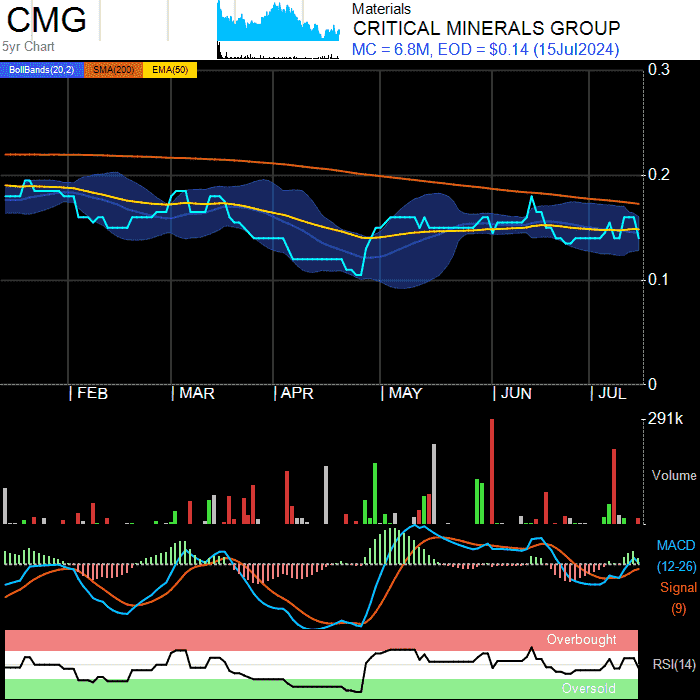 CMG
5yr Chart
Materials
CRITICAL MINERALS GROUP
MC = 6.8M, EOD = $0.14 (15Jul2024)
BollBands(20,2) SMA(200) EMA(50)
0.3
0.2
0.1
0
| FEB | MAR | APR | MAY | JUN | JUL
291k
Volume
MACD
(12-26)
Signal
(9)
Overbought
RSI(14)
Oversold